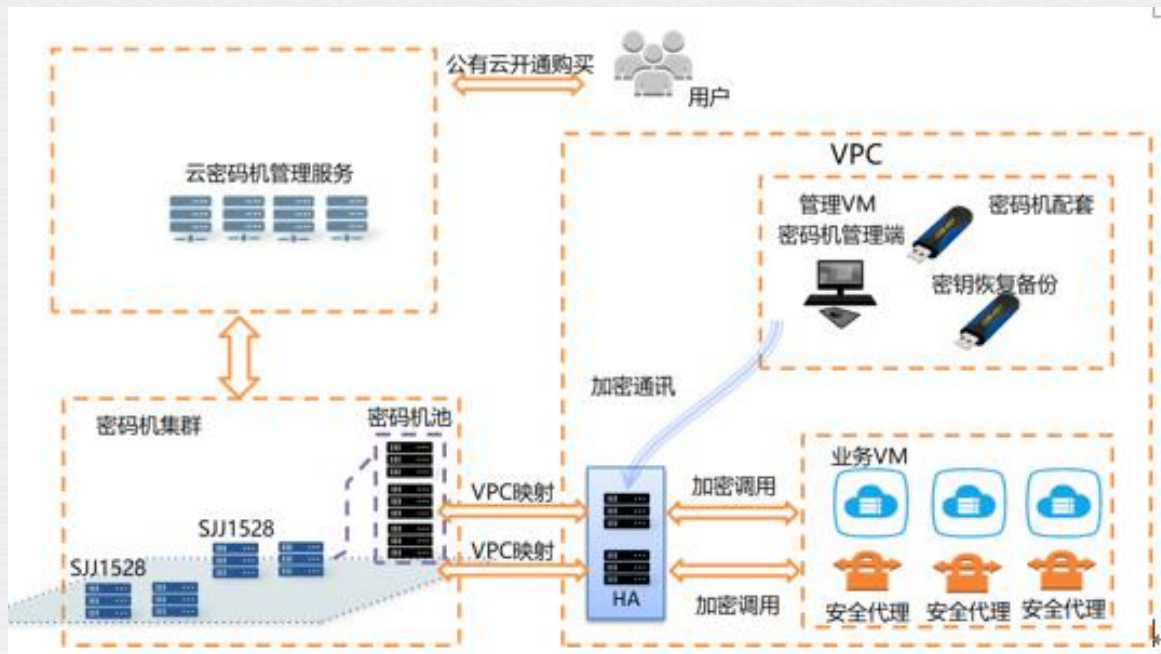 公有云开通购买
用户
云密码机管理服务
VPC
管理VM
密码机管理端
密码机配套
密钥恢复备份
加密通讯
密码机集群
密码机池
SJJ1528
SJJ1528
VPC映射
VPC映射
HA
加密调用
加密调用
业务VM
安全代理
安全代理
安全代理